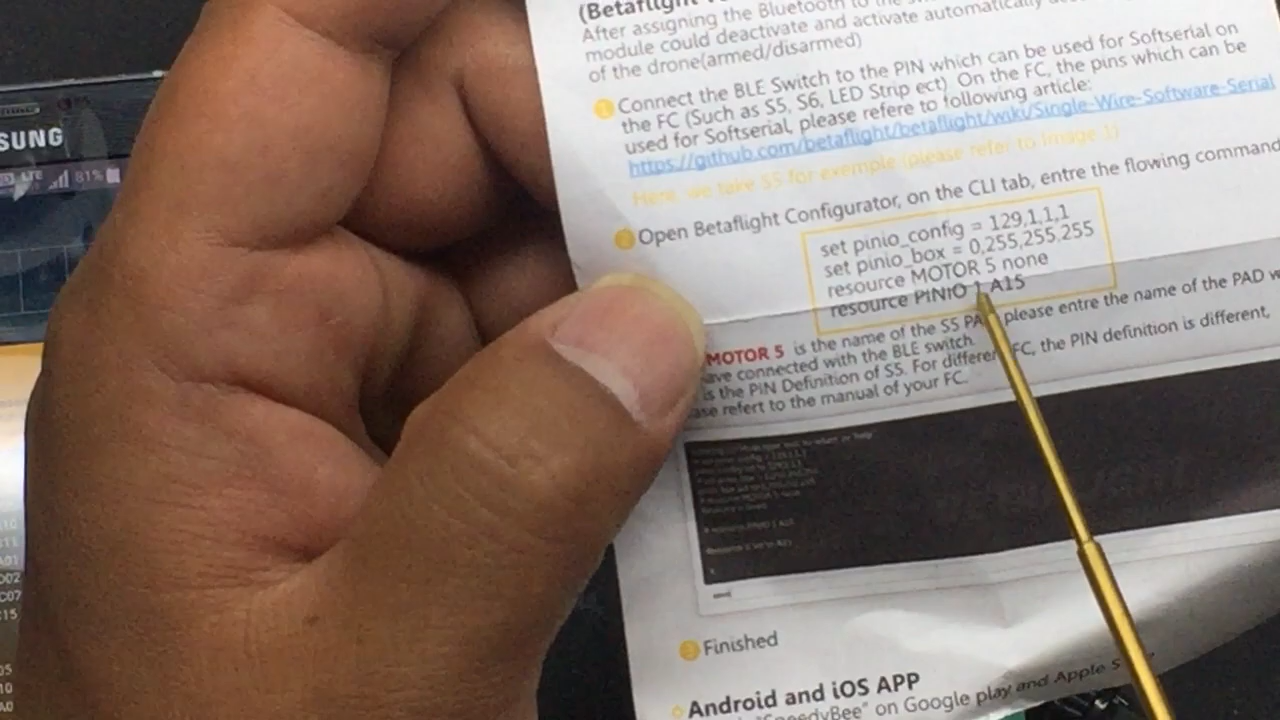 SUNG
LTE 81%
(Betaflight
After assigning the Bluetooth to the
module could deactivate and activate automatically
of the drone(armed/disarmed)
1 Connect the BLE Switch to the PIN which can be used for Softserial on
the FC (Such as S5, S6, LED Strip ect) On the FC, the pins which can be
used for Softserial, please refere to following article:
https://github.com/betaflight/betaflight/wiki/Single-Wire-Software-Serial
Here, we take S5 for exemple (please refer to Image 1)
2 Open Betaflight Configurator, on the CLI tab, entre the flowing command
set pinio_config = 129,1,1,1
set pinio_box = 0,255,255,255
resource MOTOR 5 none
resource PINIO 1 A15
MOTOR 5 is the name of the S5 PA please entre the name of the PAD w
ave connected with the BLE switch.
is the PIN Definition of S5. For different FC, the PIN definition is different,
ase refert to the manual of your FC.
3 Finished
Android and iOS APP
"SpeedyBee" on Google play and Apple S